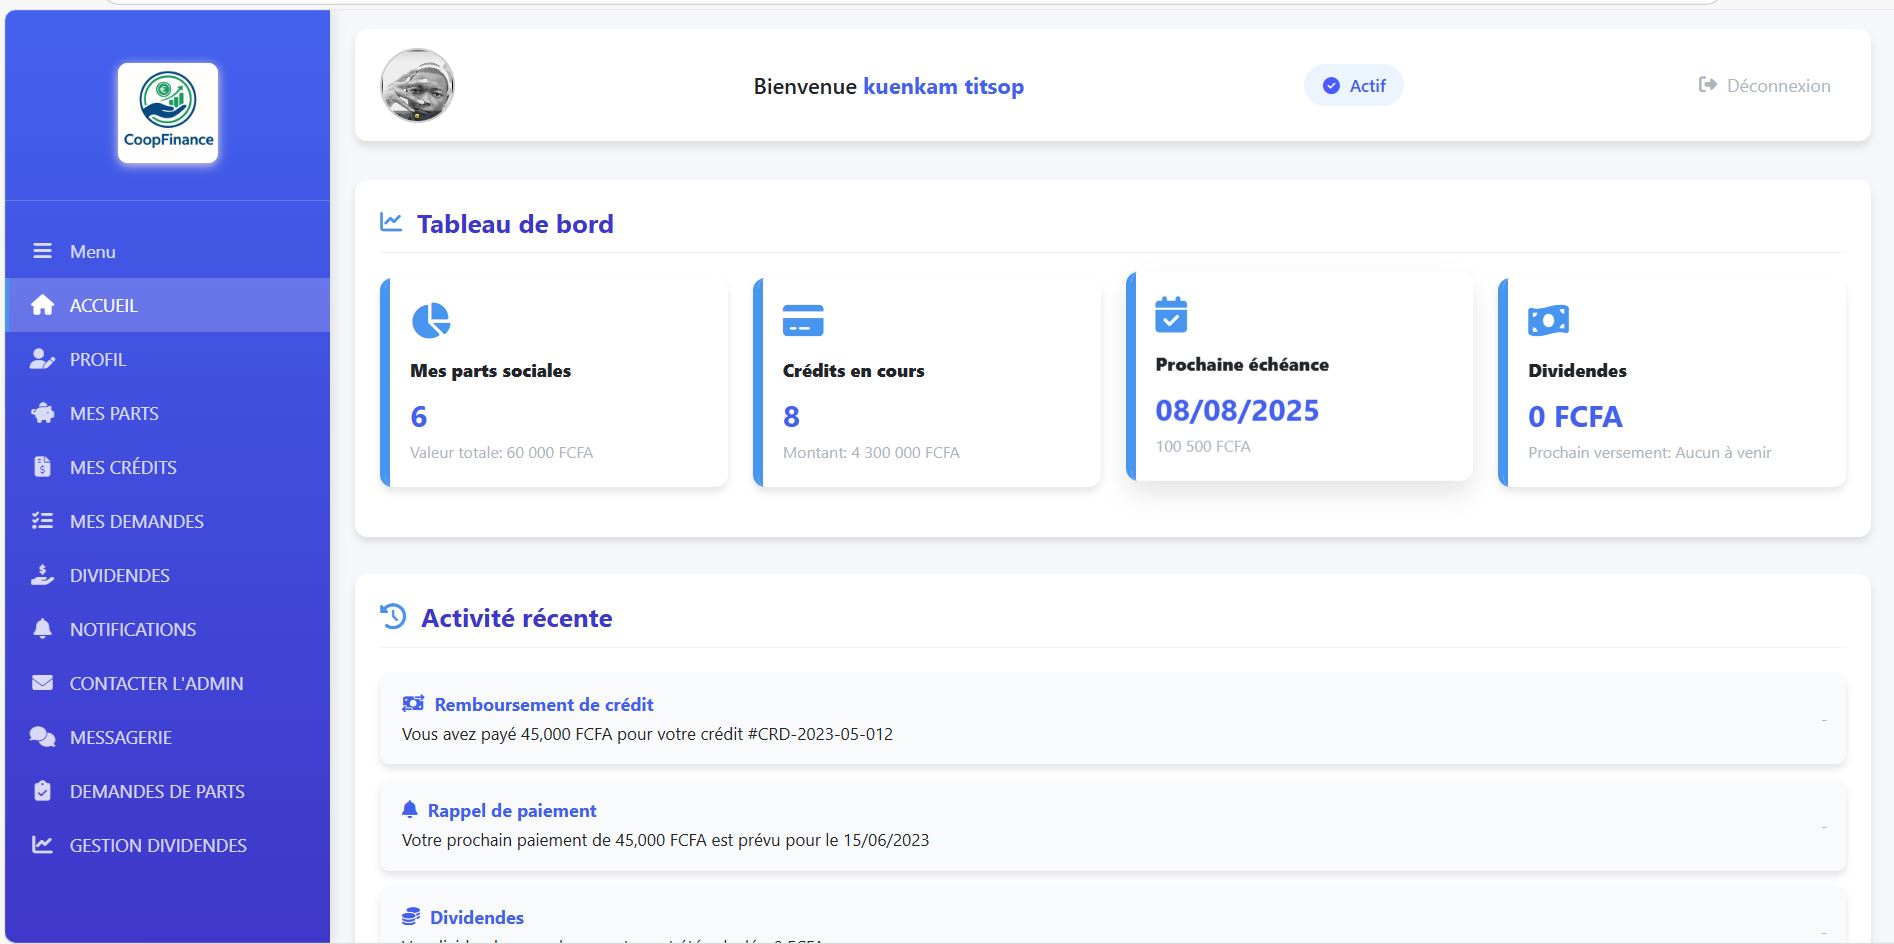 CoopFinance
Menu
ACCUEIL
PROFIL
MES PARTS
MES CRÉDITS
MES DEMANDES
DIVIDENDES
NOTIFICATIONS
CONTACTER L'ADMIN
MESSAGERIE
DEMANDES DE PARTS
GESTION DIVIDENDES
Bienvenue kuenkam titsop
Actif
Déconnexion
Tableau de bord
Mes parts sociales
6
Valeur totale: 60 000 FCFA
Crédits en cours
8
Montant: 4 300 000 FCFA
Prochaine échéance
08/08/2025
100 500 FCFA
Dividendes
0 FCFA
Prochain versement: Aucun à venir
Activité récente
Remboursement de crédit
Vous avez payé 45,000 FCFA pour votre crédit #CRD-2023-05-012
-
Rappel de paiement
Votre prochain paiement de 45,000 FCFA est prévu pour le 15/06/2023
-
Dividendes
-